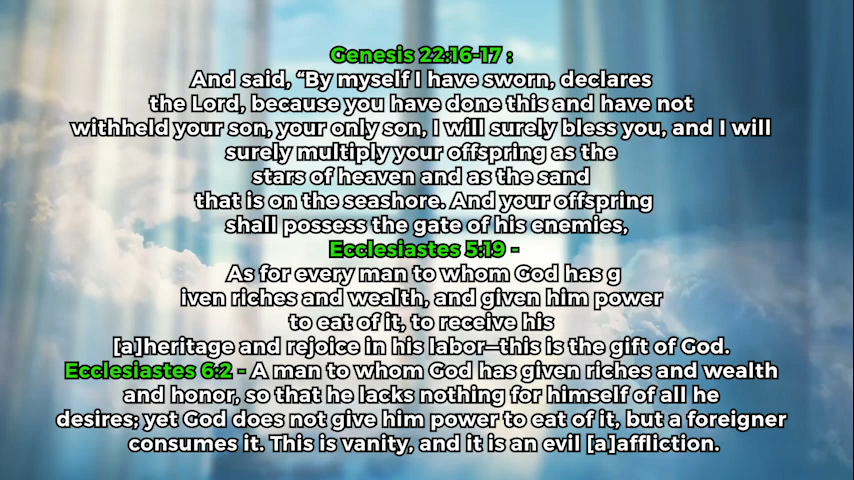 Genesis 22:16-17 :
And said, “By myself I have sworn, declares
the Lord, because you have done this and have not
withheld your son, your only son, I will surely bless you, and I will
surely multiply your offspring as the
stars of heaven and as the sand
that is on the seashore. And your offspring
shall possess the gate of his enemies,
Ecclesiastes 5:19 -
As for every man to whom God has g
iven riches and wealth, and given him power
to eat of it, to receive his
[a]heritage and rejoice in his labor—this is the gift of God.
Ecclesiastes 6:2 - A man to whom God has given riches and wealth
and honor, so that he lacks nothing for himself of all he
desires; yet God does not give him power to eat of it, but a foreigner
consumes it. This is vanity, and it is an evil [a]affliction.